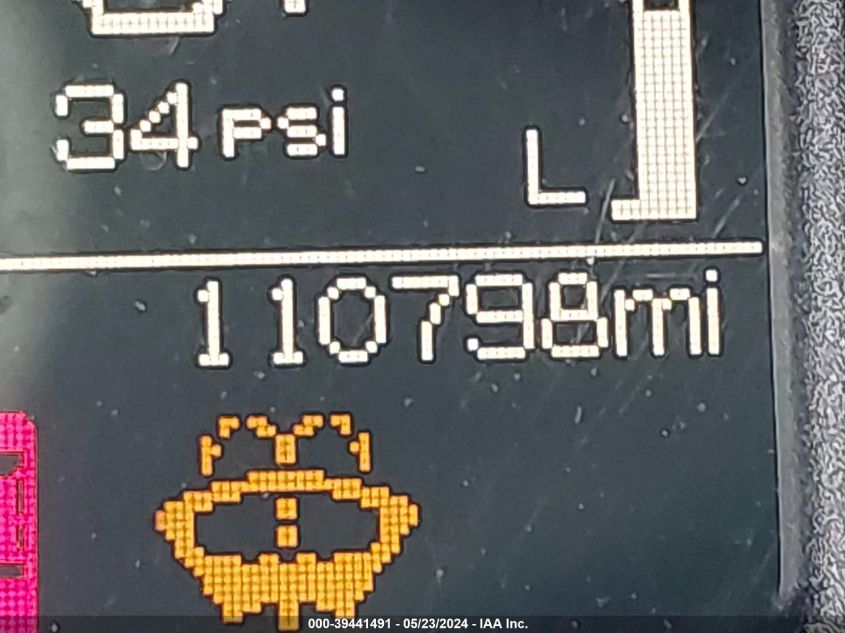 34 psi
L
110798mi
000-39441491 - 05/23/2024 - IAA Inc.